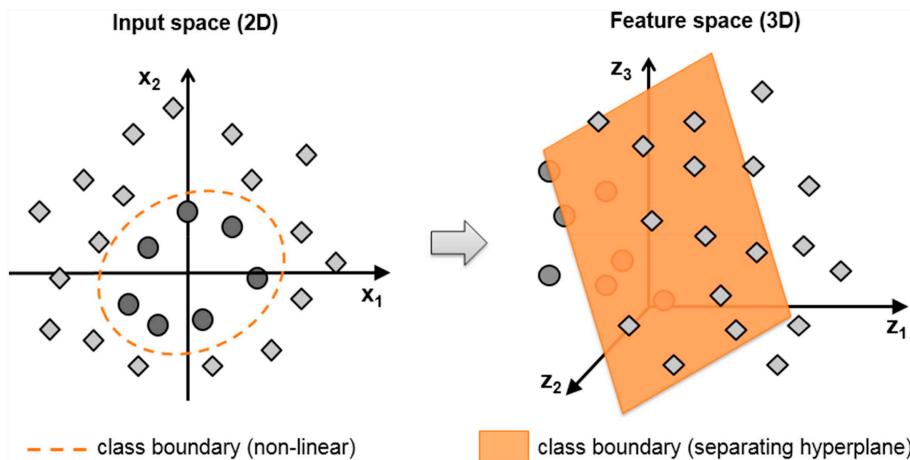 Input space (2D)
Feature space (3D)
x2
x1
z3
z1
z2
class boundary (non-linear)
class boundary (separating hyperplane)